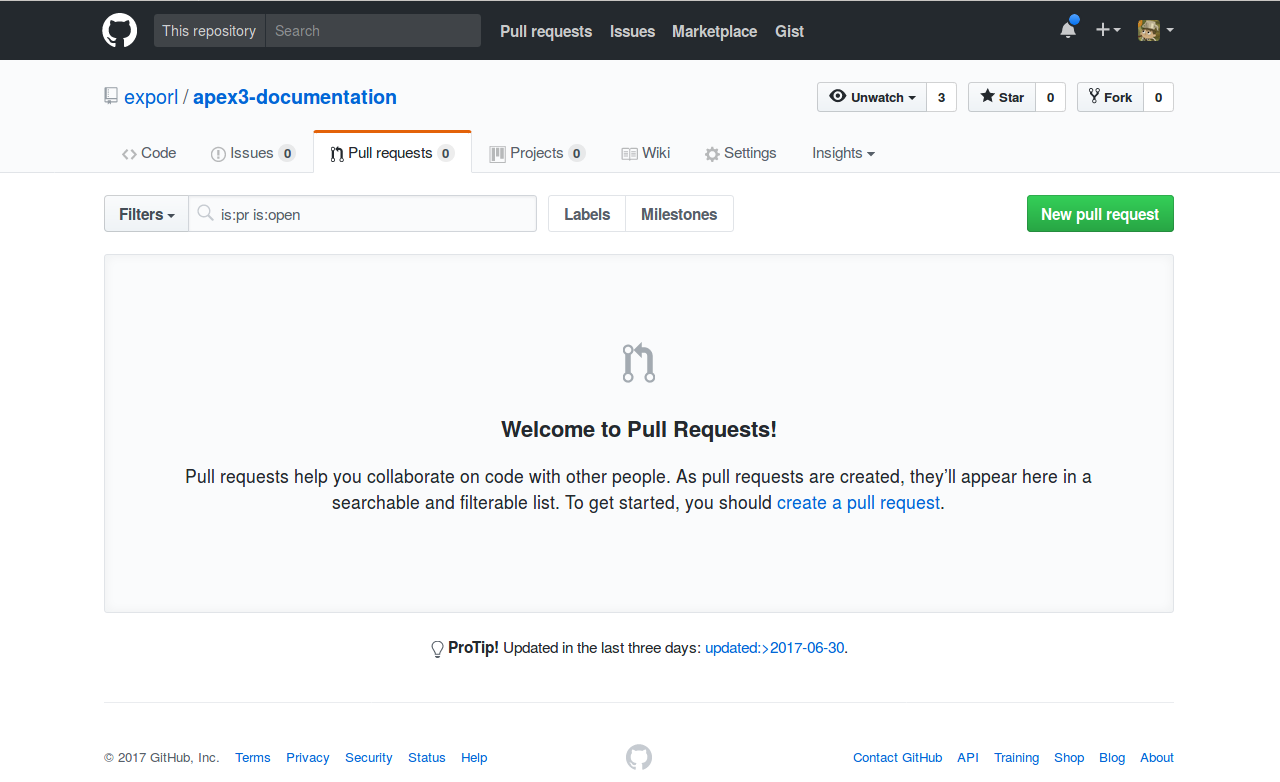 This repository Search Pull requests Issues Marketplace Gist
exporl / apex3-documentation Unwatch 3 Star 0 Fork 0
Code Issues 0 Pull requests 0 Projects 0 Wiki Settings Insights
Filters is:pr is:open Labels Milestones New pull request
Welcome to Pull Requests!
Pull requests help you collaborate on code with other people. As pull requests are created, they’ll appear here in a
searchable and filterable list. To get started, you should create a pull request.
ProTip! Updated in the last three days: updated:>2017-06-30.
© 2017 GitHub, Inc. Terms Privacy Security Status Help Contact GitHub API Training Shop Blog About